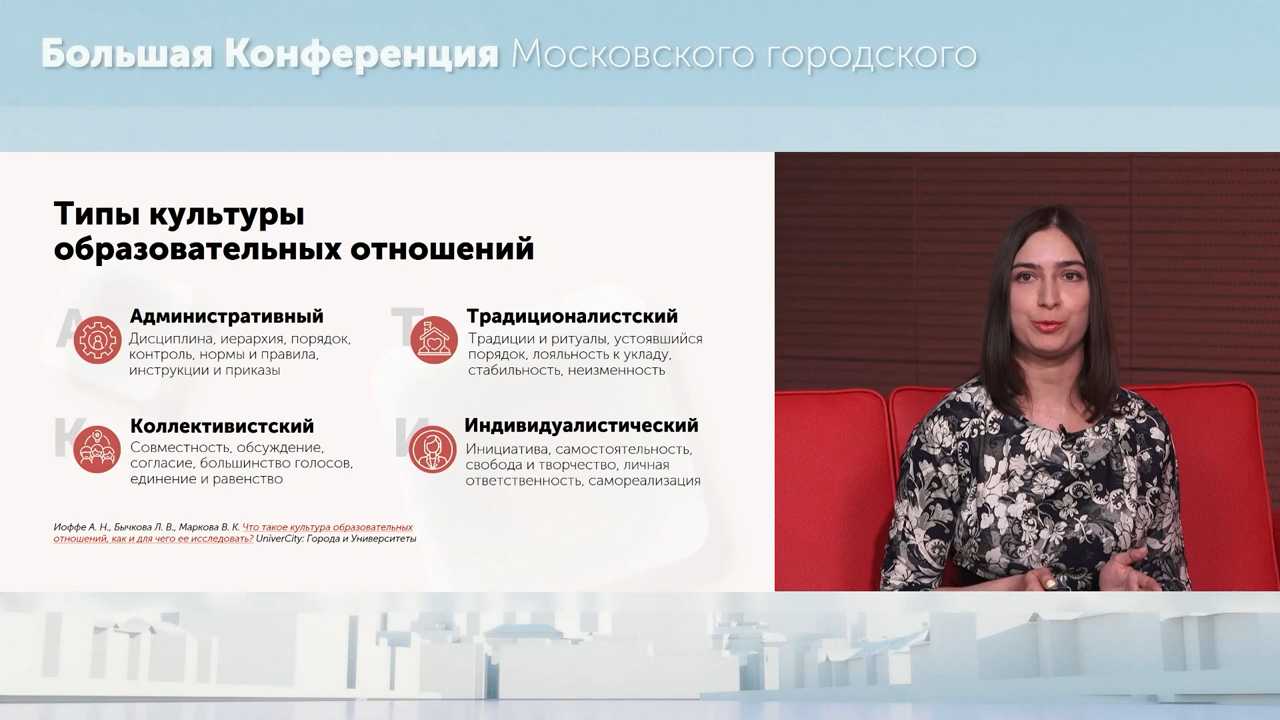 Большая Конференция Московского городского
Типы культуры
образовательных отношений
А
Административный
Дисциплина, иерархия, порядок,
контроль, нормы и правила,
инструкции и приказы
Т
Традиционалистский
Традиции и ритуалы, устоявшийся
порядок, лояльность к укладу,
стабильность, неизменность
К
Коллективистский
Совместность, обсуждение,
согласие, большинство голосов,
единение и равенство
И
Индивидуалистический
Инициатива, самостоятельность,
свобода и творчество, личная
ответственность, самореализация
Иоффе А. Н., Бычкова Л. В., Маркова В. К. Что такое культура образовательных
отношений, как и для чего ее исследовать? UniverCity: Города и Университеты